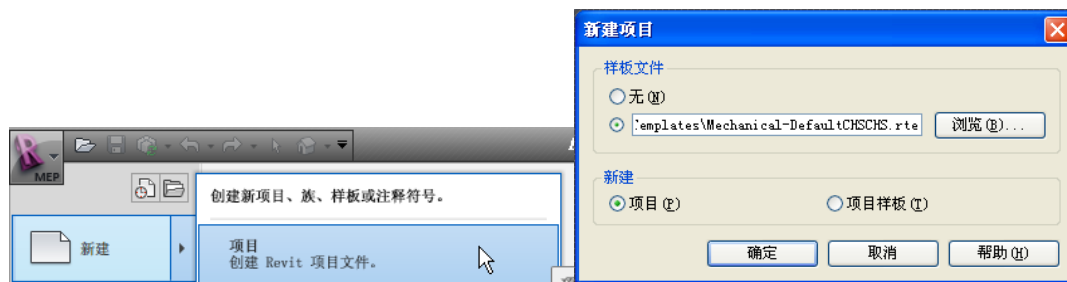 MEP
创建新项目、族、样板或注释符号。
新建
项目
创建 Revit 项目文件。
新建项目
样板文件
无(N)
emplates\Mechanical-DefaultCHSCHS.rte
浏览(B)...
新建
项目(P)
项目样板(T)
确定
取消
帮助(H)